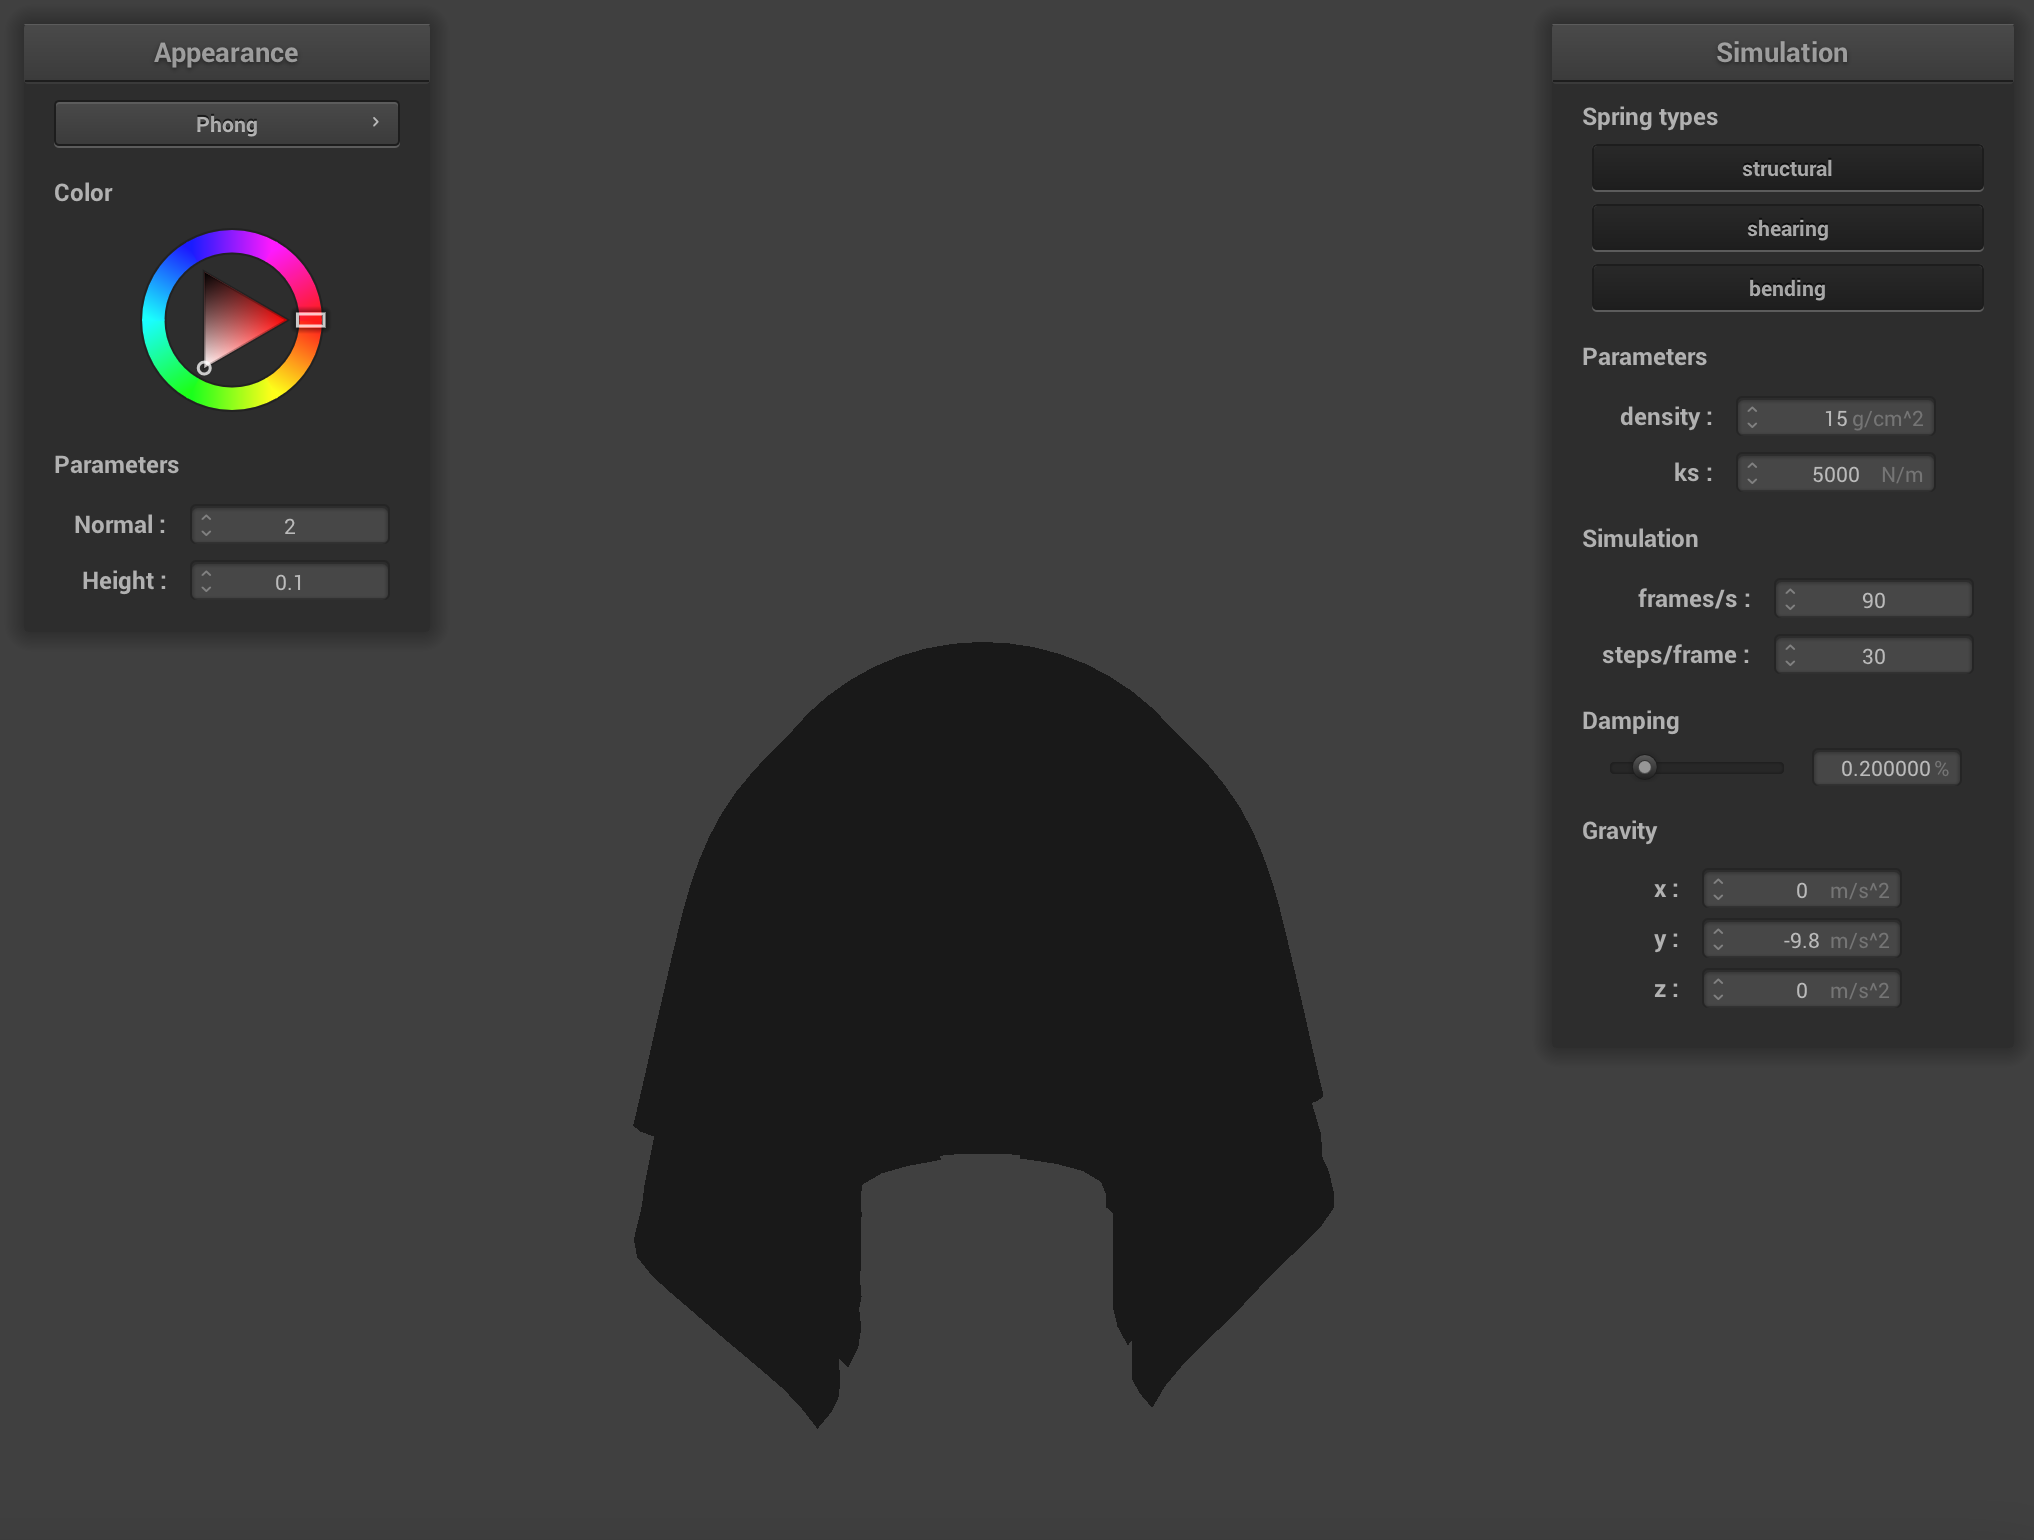 Appearance
Phong
Color
Parameters
Normal : 2
Height : 0.1
Simulation
Spring types
structural
shearing
bending
Parameters
density : 15 g/cm^2
ks : 5000 N/m
Simulation
frames/s : 90
steps/frame : 30
Damping
0.200000 %
Gravity
x : 0 m/s^2
y : -9.8 m/s^2
z : 0 m/s^2